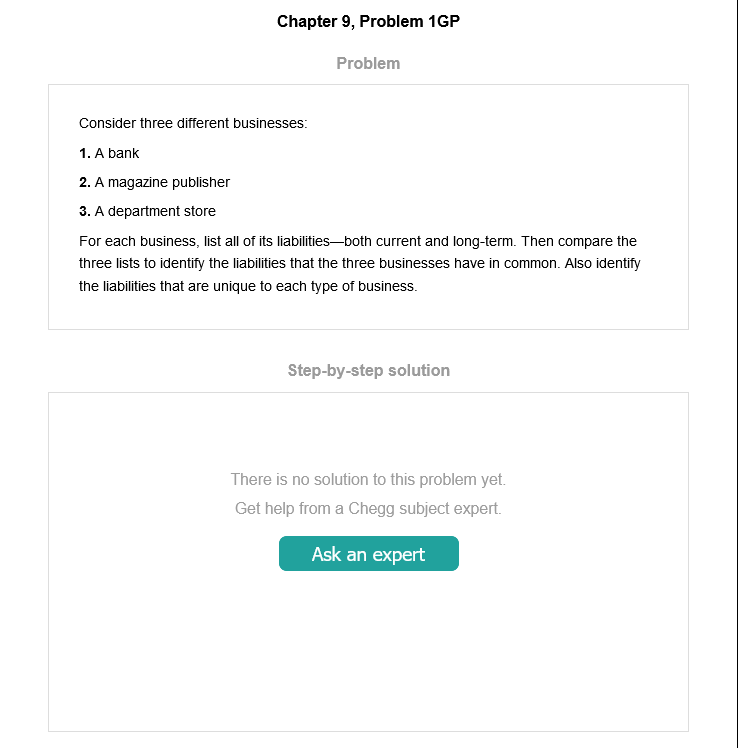 Chapter 9, Problem 1GP
Problem
Consider three different businesses:
1. A bank
2. A magazine publisher
3. A department store
For each business, list all of its liabilities—both current and long-term. Then compare the
three lists to identify the liabilities that the three businesses have in common. Also identify
the liabilities that are unique to each type of business.
Step-by-step solution
There is no solution to this problem yet.
Get help from a Chegg subject expert.
Ask an expert